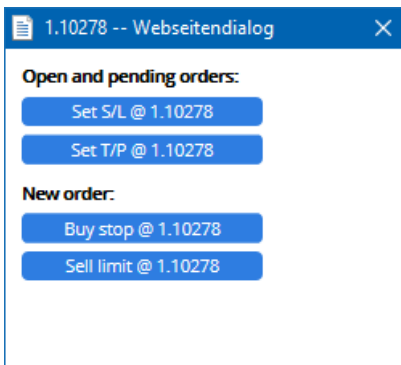 1.10278 -- Webseitendialog
Open and pending orders:
Set S/L @ 1.10278
Set T/P @ 1.10278
New order:
Buy stop @ 1.10278
Sell limit @ 1.10278